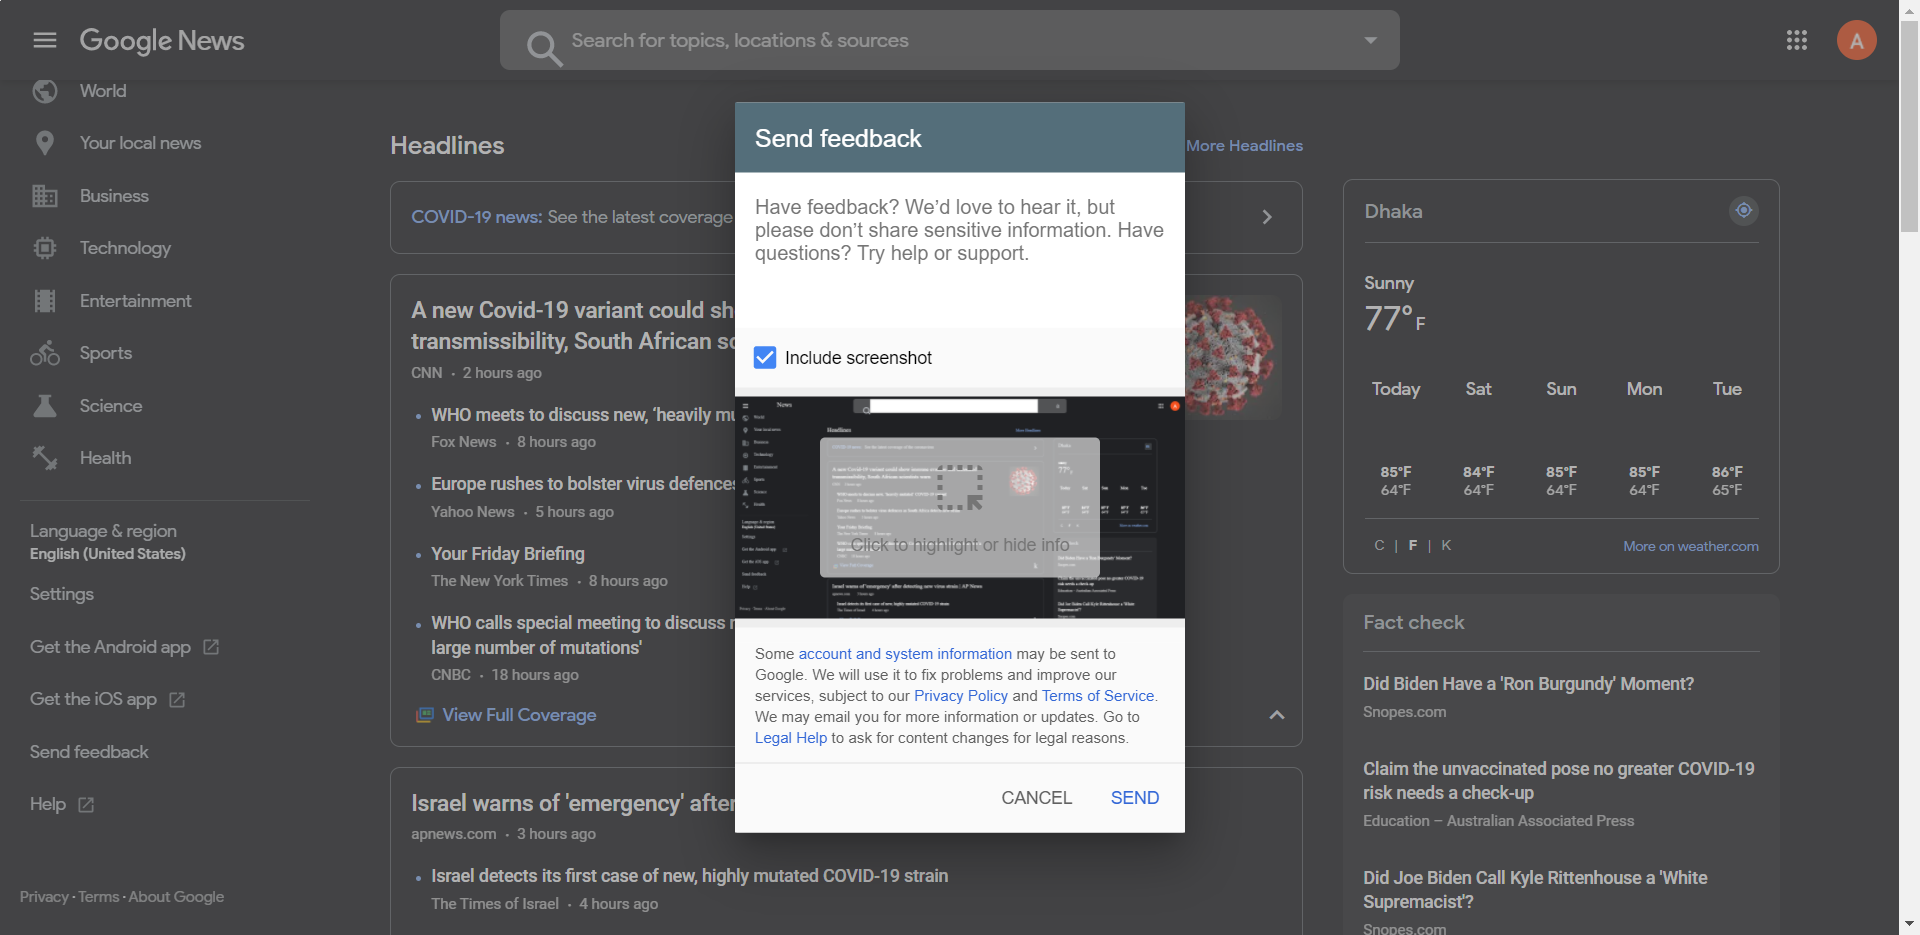 Google News
Search for topics, locations & sources
A
World
Your local news
Business
Technology
Entertainment
Sports
Science
Health
Language & region
English (United States)
Settings
Get the Android app
Get the iOS app
Send feedback
Help
Privacy · Terms · About Google
Headlines
More Headlines
COVID-19 news: See the latest coverage
A new Covid-19 variant could
transmissibility, South African
CNN · 2 hours ago
WHO meets to discuss new, ‘heavily
Fox News · 8 hours ago
Europe rushes to bolster virus defences
Yahoo News · 5 hours ago
Your Friday Briefing
The New York Times · 8 hours ago
WHO calls special meeting to discuss
large number of mutations'
CNBC · 18 hours ago
View Full Coverage
Israel warns of 'emergency' after
apnews.com · 3 hours ago
Israel detects its first case of new, highly mutated COVID-19 strain
The Times of Israel · 4 hours ago
Send feedback
Have feedback? We’d love to hear it, but
please don’t share sensitive information. Have
questions? Try help or support.
Include screenshot
News
Headlines
Click to highlight or hide info
Some account and system information may be sent to
Google. We will use it to fix problems and improve our
services, subject to our Privacy Policy and Terms of Service.
We may email you for more information or updates. Go to
Legal Help to ask for content changes for legal reasons.
CANCEL SEND
Dhaka
Sunny
77°F
Today Sat Sun Mon Tue
85°F 84°F 85°F 85°F 86°F
64°F 64°F 64°F 64°F 65°F
C | F | K
More on weather.com
Fact check
Did Biden Have a 'Ron Burgundy' Moment?
Snopes.com
Claim the unvaccinated pose no greater COVID-19
risk needs a check-up
Education – Australian Associated Press
Did Joe Biden Call Kyle Rittenhouse a 'White
Supremacist'?
Snopes.com